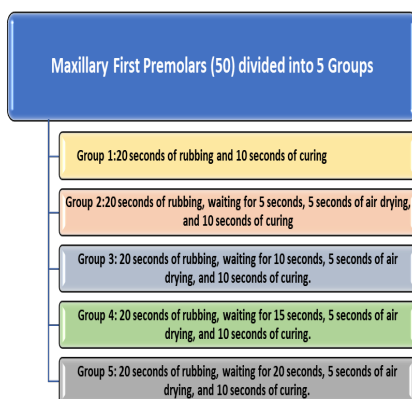 Maxillary First Premolars (50) divided into 5 Groups
Group 1:20 seconds of rubbing and 10 seconds of curing
Group 2:20 seconds of rubbing, waiting for 5 seconds, 5 seconds of air drying,
and 10 seconds of curing
Group 3: 20 seconds of rubbing, waiting for 10 seconds, 5 seconds of air
drying, and 10 seconds of curing.
Group 4: 20 seconds of rubbing, waiting for 15 seconds, 5 seconds of air
drying, and 10 seconds of curing.
Group 5: 20 seconds of rubbing, waiting for 20 seconds, 5 seconds of air
drying, and 10 seconds of curing.